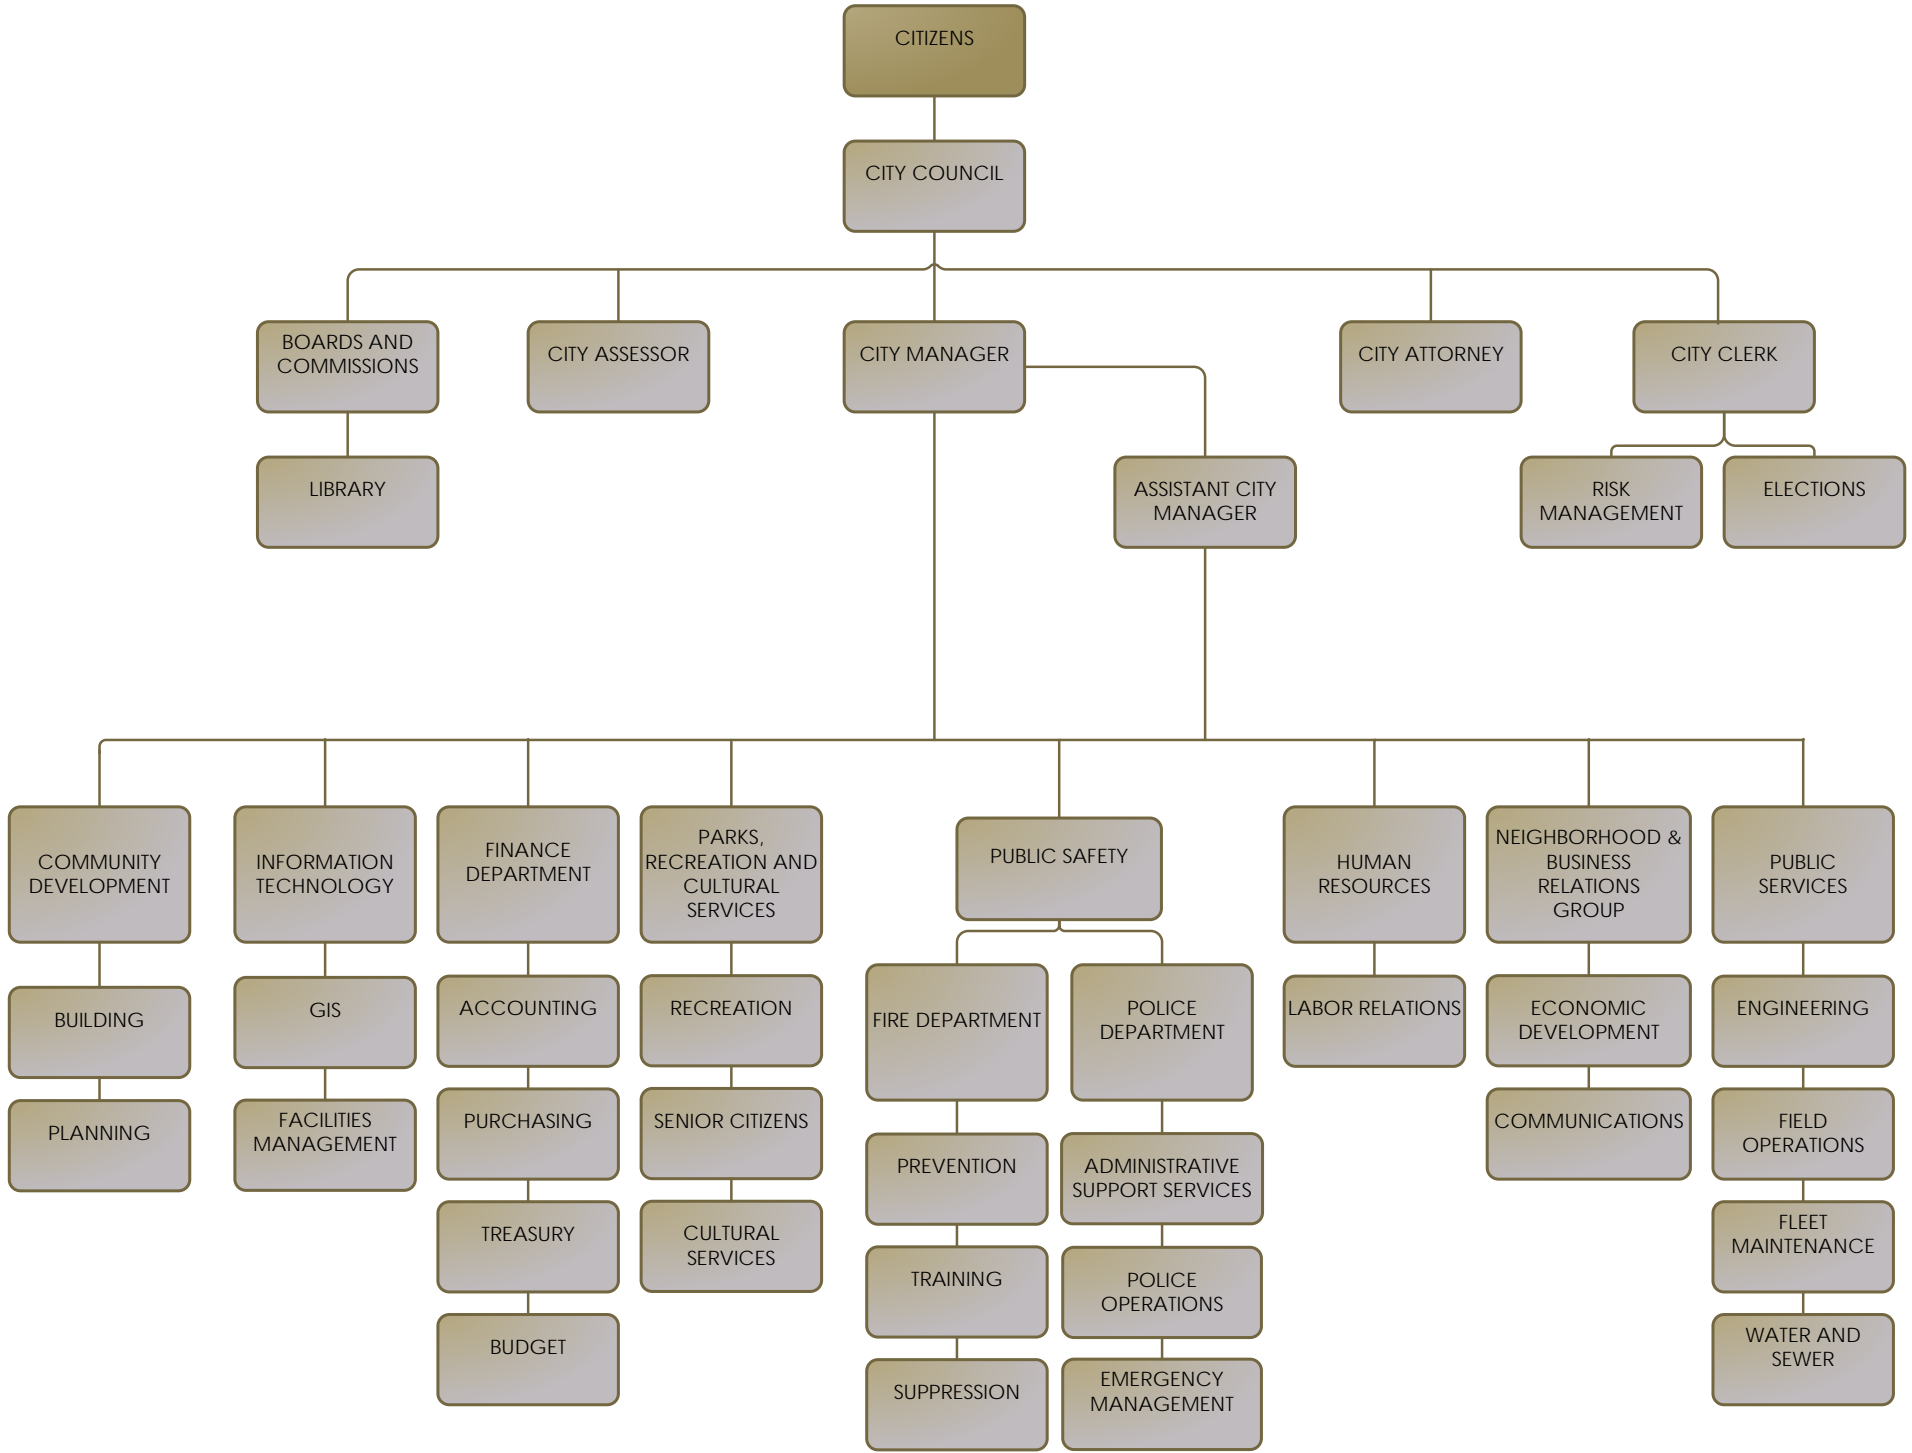 CITIZENS
CITY COUNCIL
BOARDS AND
COMMISSIONS
CITY ASSESSOR
CITY MANAGER
CITY ATTORNEY
CITY CLERK
LIBRARY
ASSISTANT CITY
MANAGER
RISK
MANAGEMENT
ELECTIONS
COMMUNITY
DEVELOPMENT
INFORMATION
TECHNOLOGY
FINANCE
DEPARTMENT
PARKS,
RECREATION AND
CULTURAL
SERVICES
PUBLIC SAFETY
HUMAN
RESOURCES
NEIGHBORHOOD &
BUSINESS
RELATIONS
GROUP
PUBLIC
SERVICES
BUILDING
GIS
ACCOUNTING
RECREATION
FIRE DEPARTMENT
POLICE
DEPARTMENT
LABOR RELATIONS
ECONOMIC
DEVELOPMENT
ENGINEERING
PLANNING
FACILITIES
MANAGEMENT
PURCHASING
SENIOR CITIZENS
PREVENTION
ADMINISTRATIVE
SUPPORT SERVICES
COMMUNICATIONS
FIELD
OPERATIONS
TREASURY
CULTURAL
SERVICES
TRAINING
POLICE
OPERATIONS
FLEET
MAINTENANCE
BUDGET
SUPPRESSION
EMERGENCY
MANAGEMENT
WATER AND
SEWER